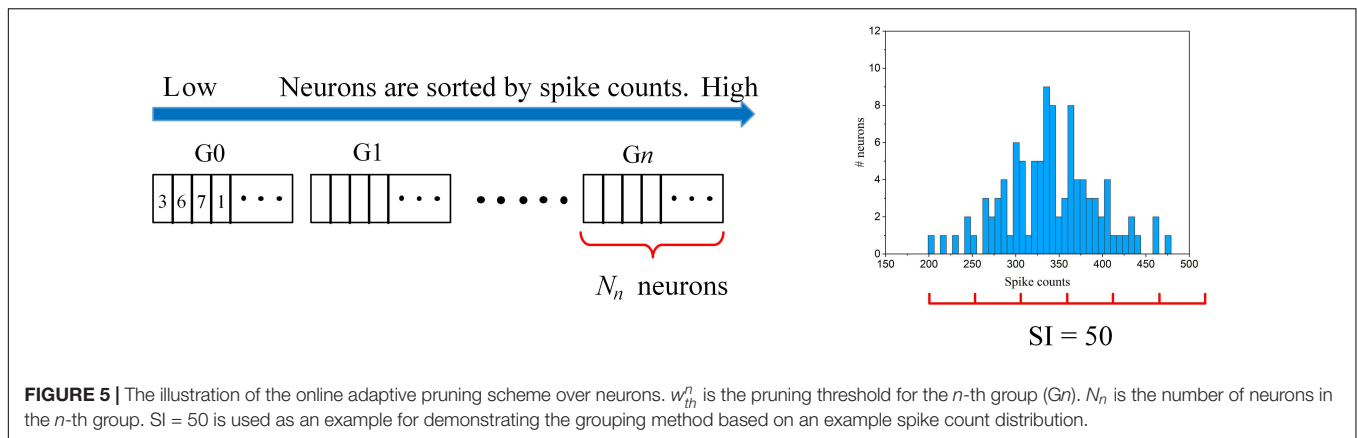 Low Neurons are sorted by spike counts. High
G0 G1 Gn
3 6 7 1 • • • • • • • • • • • • • •
Nn neurons
12
10
8
6
4
2
0
# neurons
150 200 250 300 350 400 450 500
Spike counts
SI = 50
FIGURE 5 | The illustration of the online adaptive pruning scheme over neurons. w^n_th is the pruning threshold for the n-th group (Gn). Nn is the number of neurons in
the n-th group. SI = 50 is used as an example for demonstrating the grouping method based on an example spike count distribution.